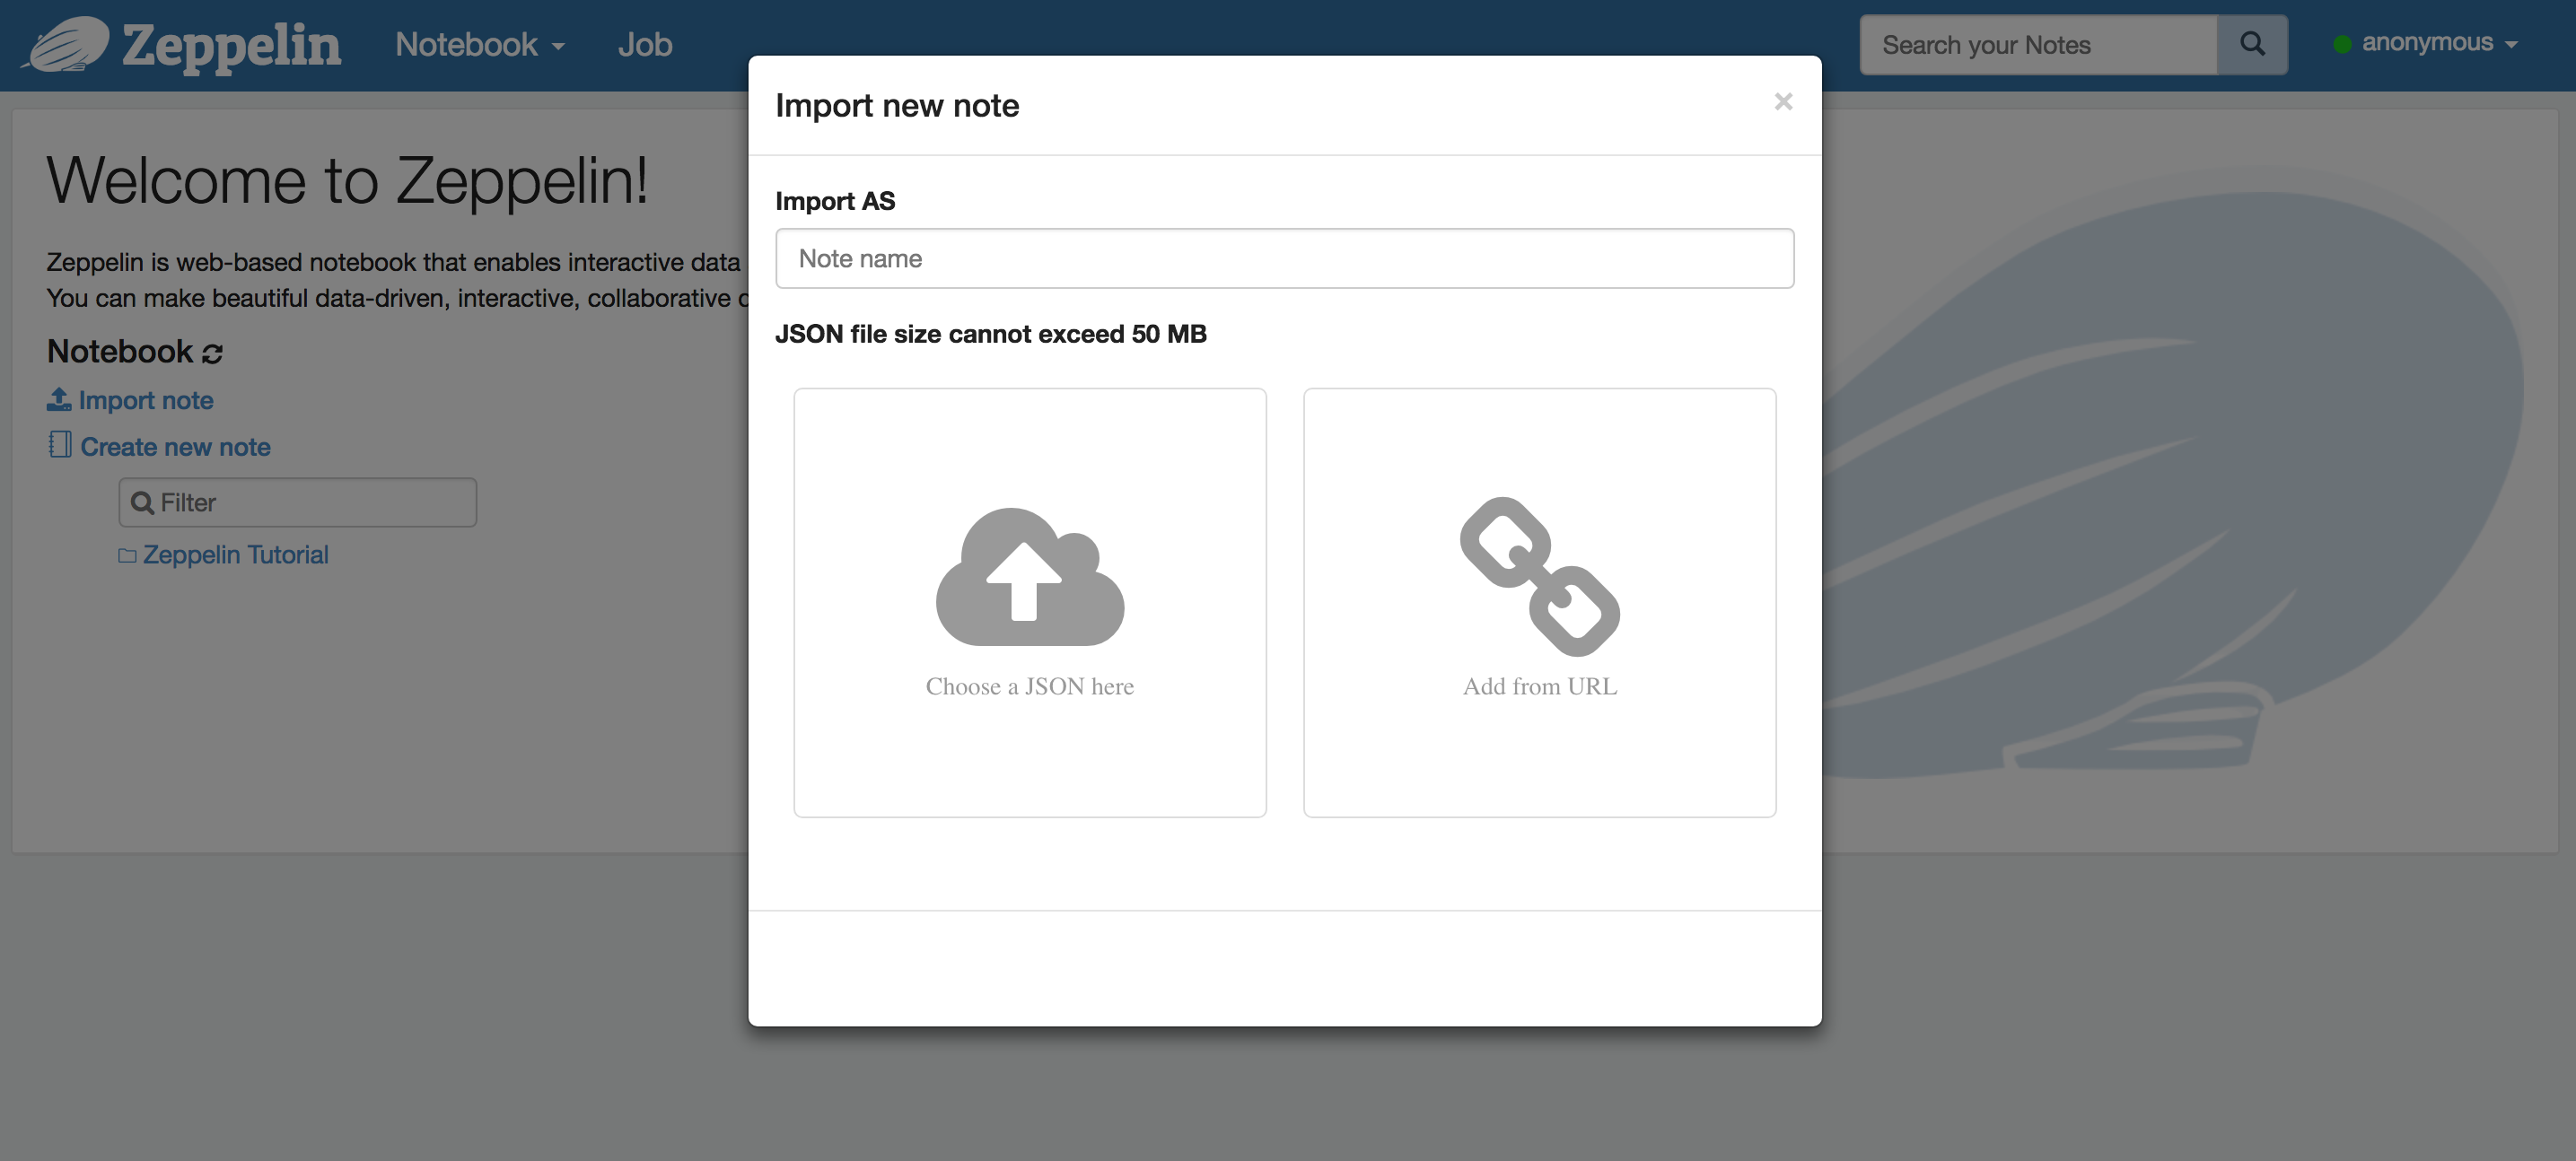 Zeppelin
Notebook
Job
Search your Notes
anonymous
Welcome to Zeppelin!
Zeppelin is web-based notebook that enables interactive data
You can make beautiful data-driven, interactive, collaborative
Notebook
Import note
Create new note
Filter
Zeppelin Tutorial
Import new note
×
Import AS
Note name
JSON file size cannot exceed 50 MB
Choose a JSON here
Add from URL